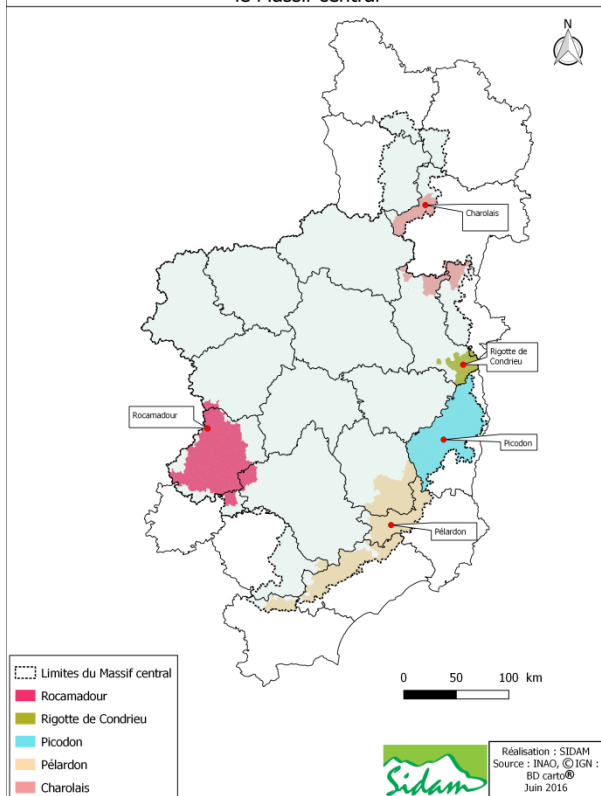 le Massif central
N
Charolais
Rigotte de
Condrieu
Rocamadour
Picodon
Pélardon
Limites du Massif central
Rocamadour
Rigotte de Condrieu
Picodon
Pélardon
Charolais
0 50 100 km
Sidam
Réalisation : SIDAM
Source : INAO, © IGN :
BD carto®
Juin 2016